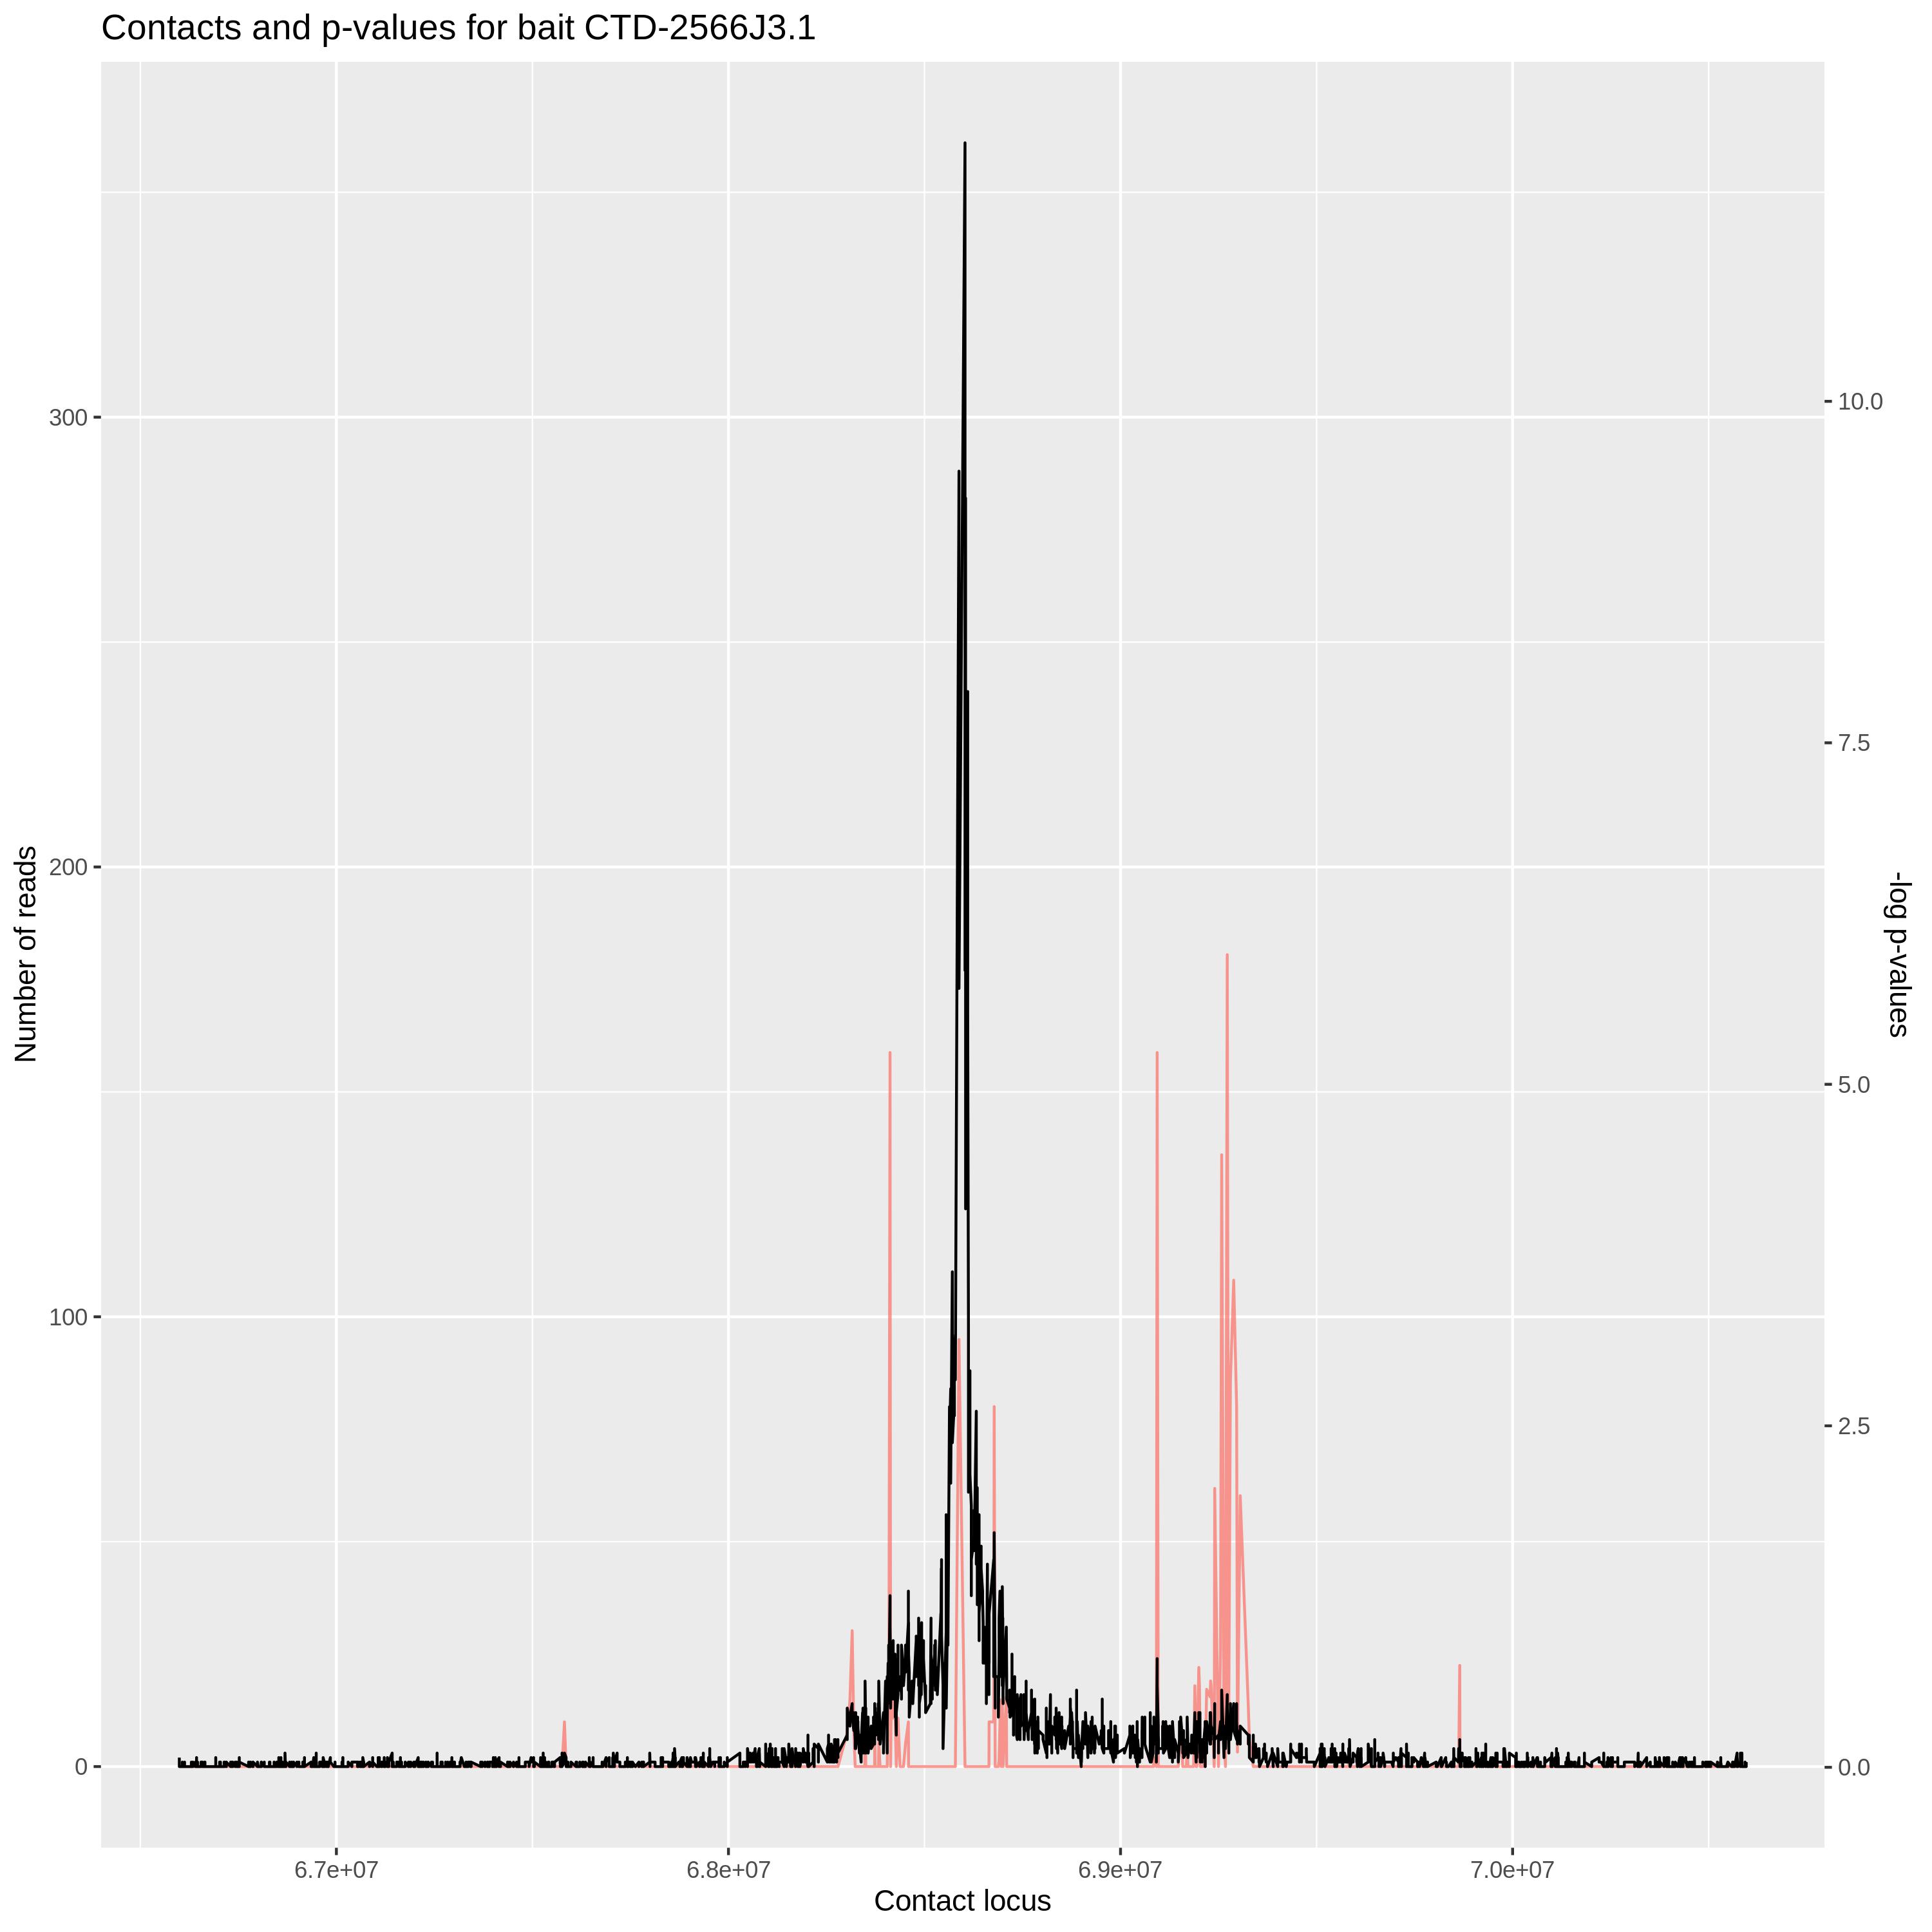 Contacts and p-values for bait CTD-2566J3.1
300
200
100
0
Number of reads
10.0
7.5
5.0
2.5
0.0
-log p-values
6.7e+07 6.8e+07 6.9e+07 7.0e+07
Contact locus